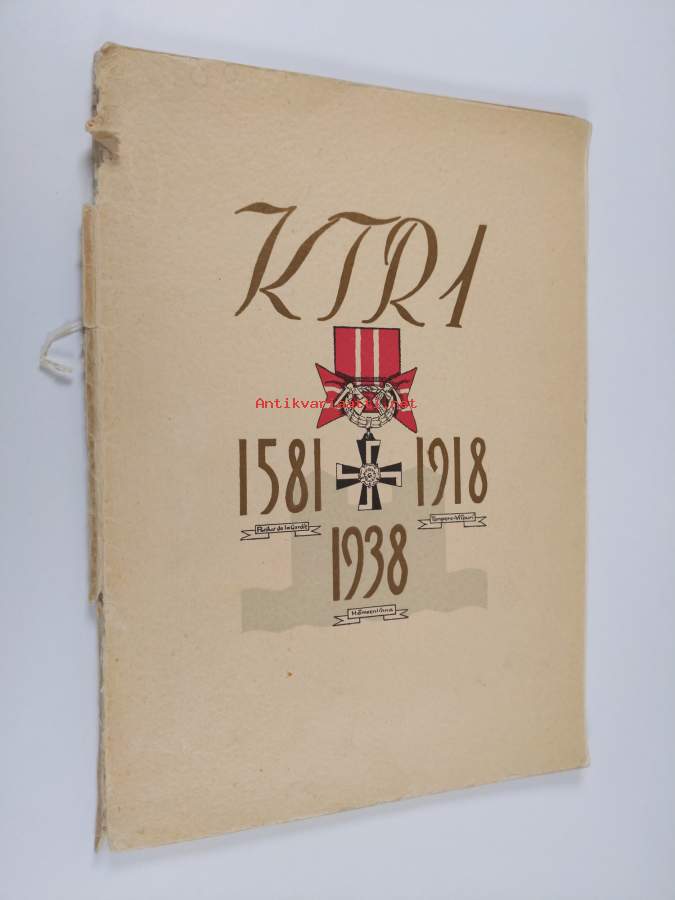 KTR1
Antikvariaatti.net
1581 1918
Pontus de la Gardie Tampere-Viipuri
1938
Hämeenlinna